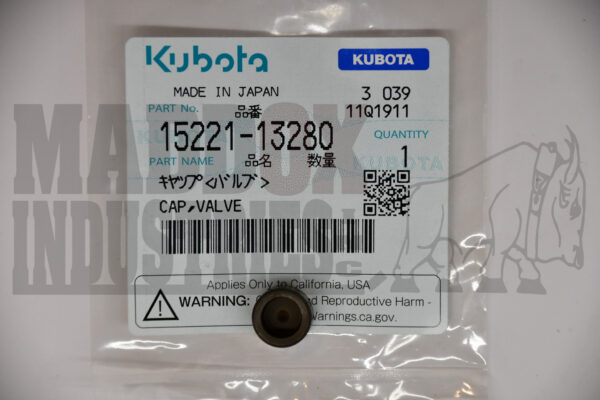 Kubota KUBOTA
MADE IN JAPAN 3 039
PART No. 品番 11Q1911
15221-13280 QUANTITY
PART NAME 品名 数量 1
キャップ<バルブ>
CAP,VALVE
Applies Only to California, USA
WARNING: and Reproductive Harm -
Warnings.ca.gov.
INDUSTRIES